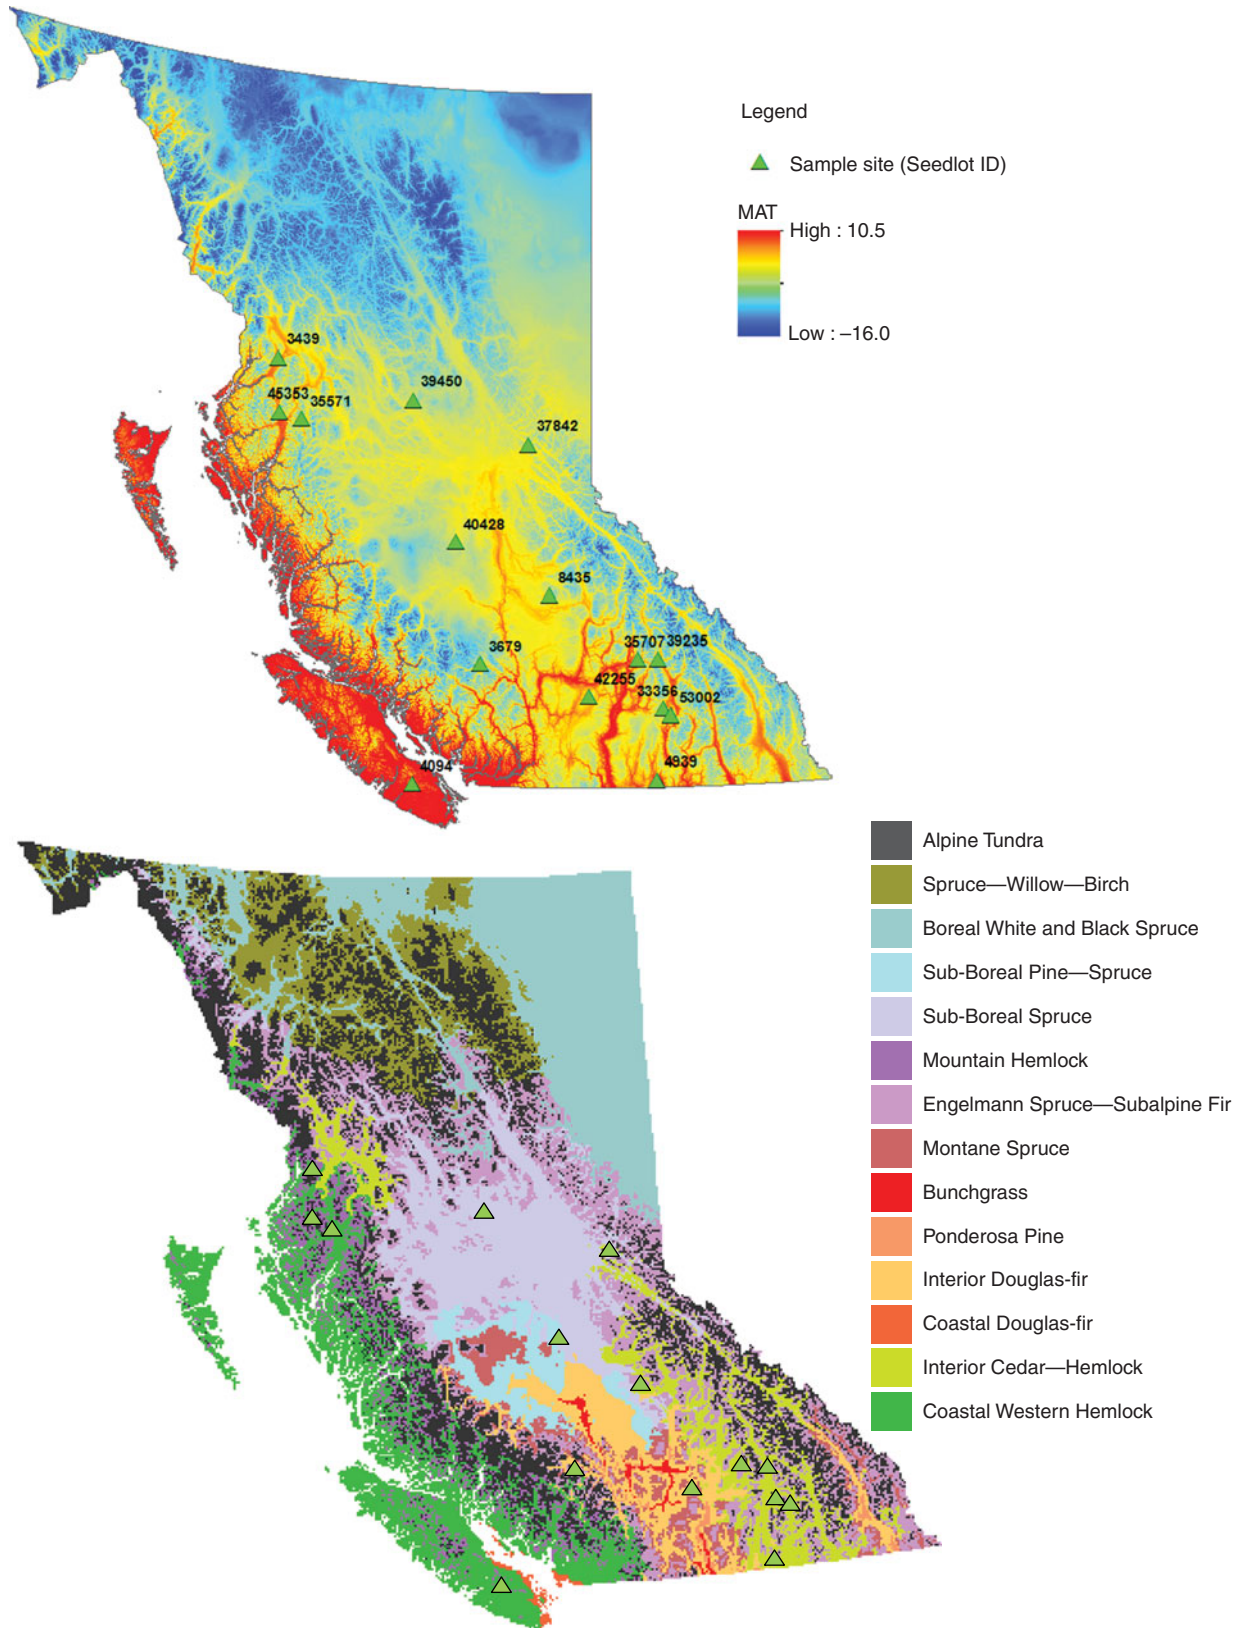 Legend
Sample site (Seedlot ID)
MAT
High : 10.5
Low : –16.0
3439
39450
45353
35571
37842
40428
8435
3679
35707
39235
42255
33356
53002
4094
4939
Alpine Tundra
Spruce—Willow—Birch
Boreal White and Black Spruce
Sub-Boreal Pine—Spruce
Sub-Boreal Spruce
Mountain Hemlock
Engelmann Spruce—Subalpine Fir
Montane Spruce
Bunchgrass
Ponderosa Pine
Interior Douglas-fir
Coastal Douglas-fir
Interior Cedar—Hemlock
Coastal Western Hemlock